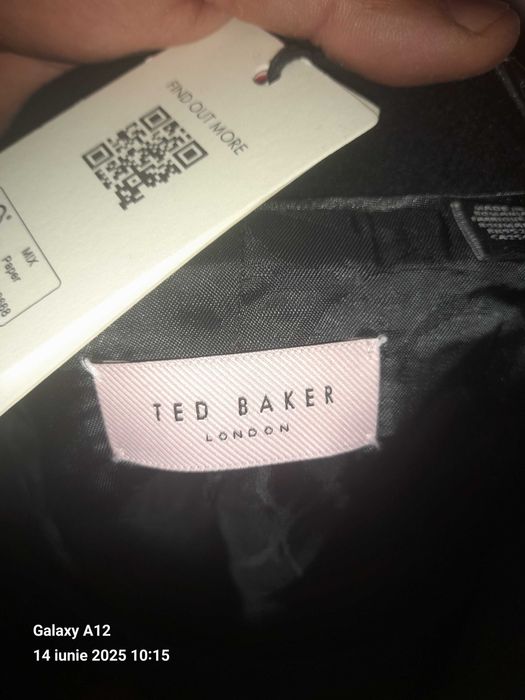 FIND OUT MORE
MIX
Paper
TED BAKER
LONDON
Galaxy A12
14 iunie 2025 10:15